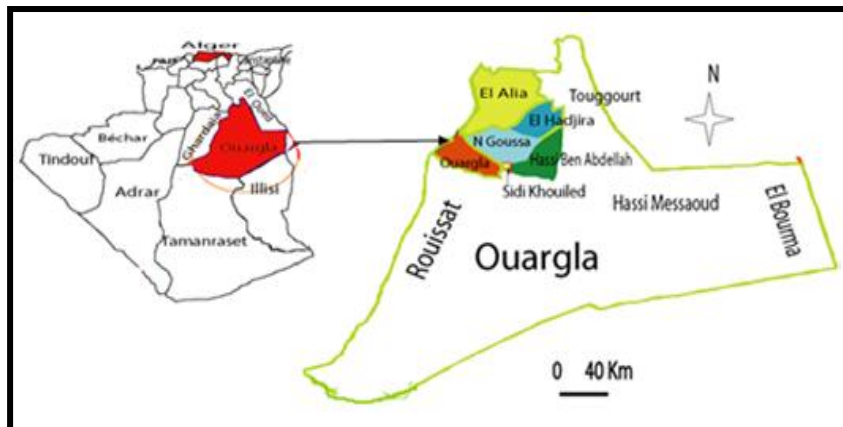 Alger
El Oued
Ghardaia
Béchar
Tindouf
Ouargla
Adrar
Illisi
Tamanraset
N
El Alia
Touggourt
El Hadjira
N Goussa
Ouargla
Hassi Ben Abdellah
Sidi Khouiled
Hassi Messaoud
El Bourma
Rouissat
Ouargla
0 40 Km